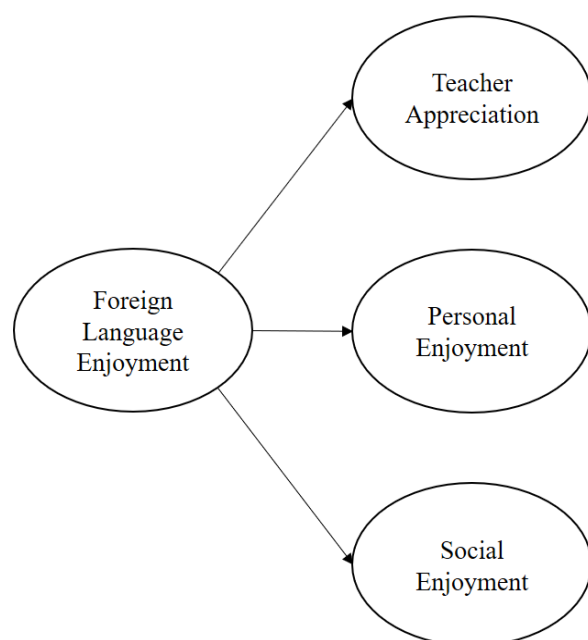 Teacher
Appreciation
Foreign
Language
Enjoyment
Personal
Enjoyment
Social
Enjoyment